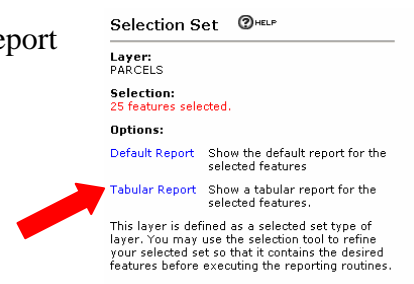 eport
Selection Set ?HELP
Layer:
PARCELS
Selection:
25 features selected.
Options:
Default Report Show the default report for the
selected features
Tabular Report Show a tabular report for the
selected features.
This layer is defined as a selected set type of
layer. You may use the selection tool to refine
your selected set so that it contains the desired
features before executing the reporting routines.